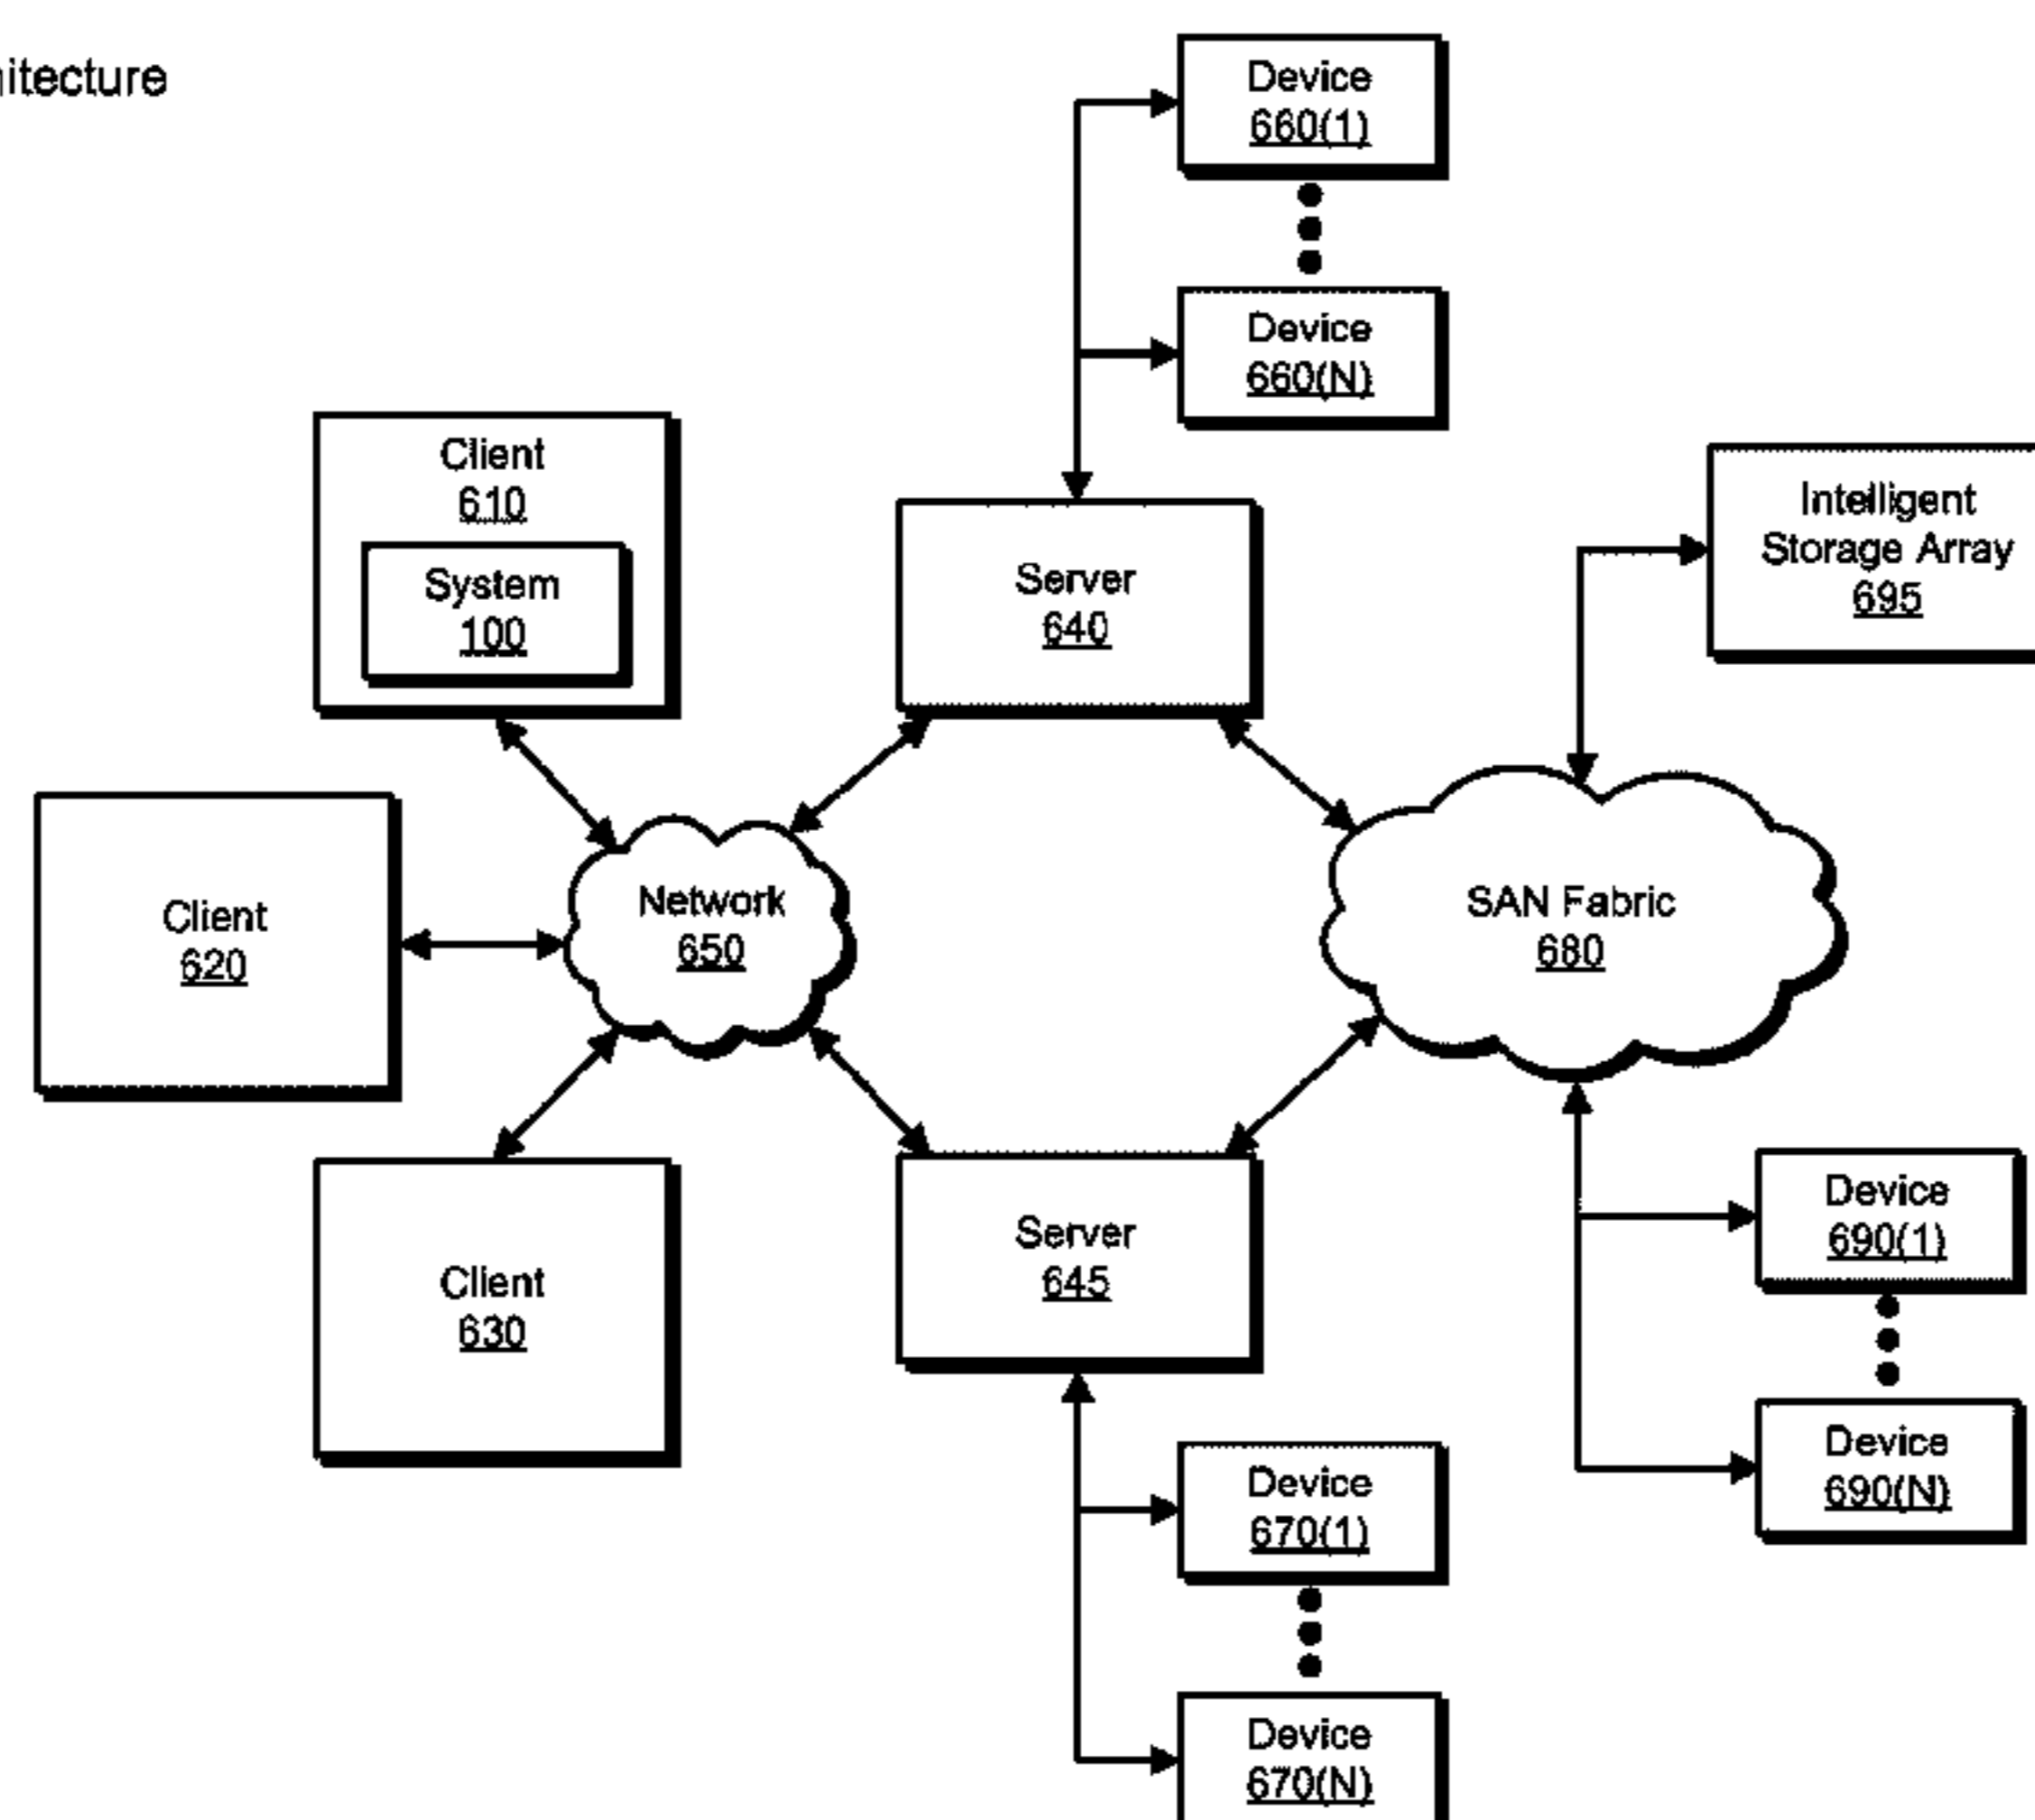 hitecture
Device
660(1)
Device
660(N)
Client
610
System
100
Server
640
Intelligent
Storage Array
695
Client
620
Network
650
SAN Fabric
680
Client
630
Server
645
Device
690(1)
Device
690(N)
Device
670(1)
Device
670(N)